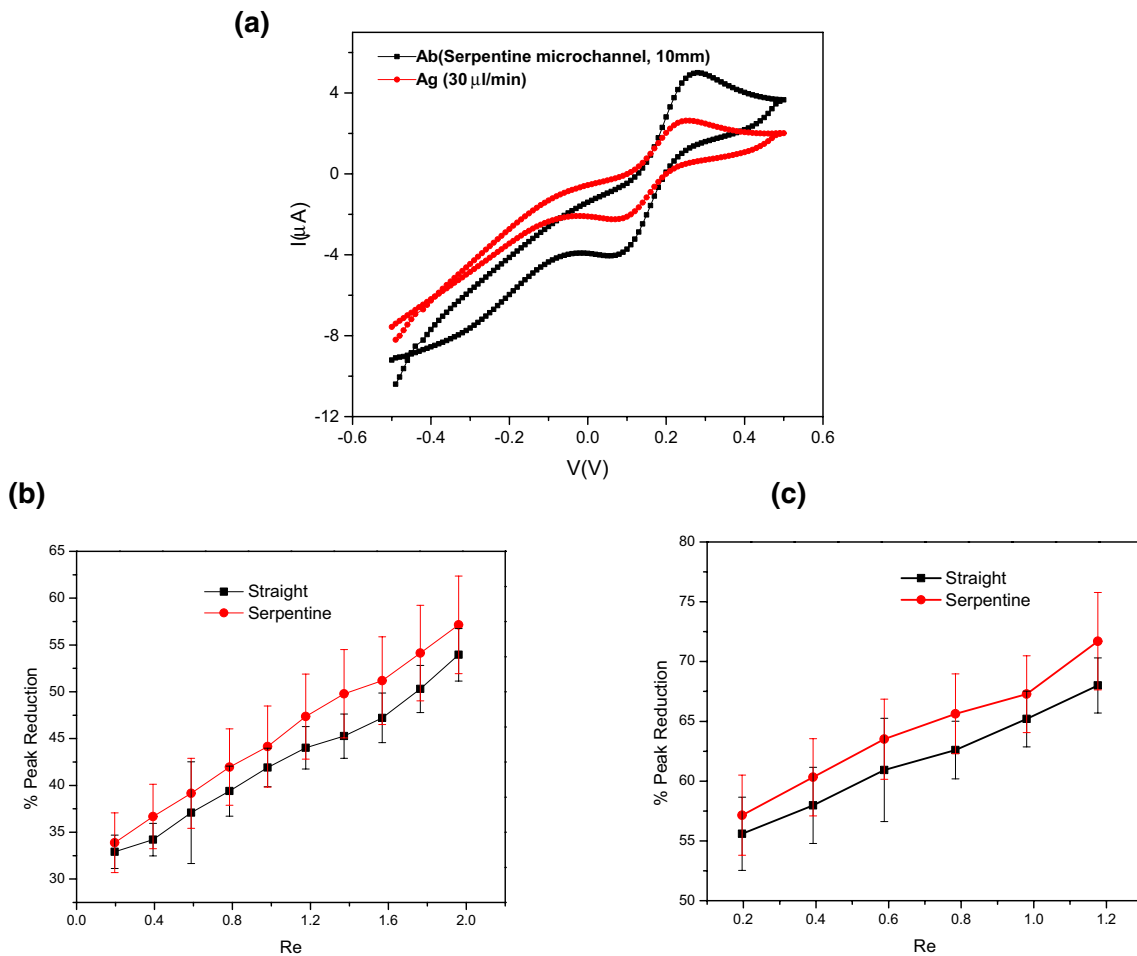 (a)
Ab(Serpentine microchannel, 10mm)
Ag (30 μl/min)
4
0
-4
-8
-12
I(μA)
-0.6 -0.4 -0.2 0.0 0.2 0.4 0.6
V(V)
(b)
65
60
55
50
45
40
35
30
% Peak Reduction
Straight
Serpentine
0.0 0.4 0.8 1.2 1.6 2.0
Re
(c)
80
75
70
65
60
55
50
% Peak Reduction
Straight
Serpentine
0.2 0.4 0.6 0.8 1.0 1.2
Re